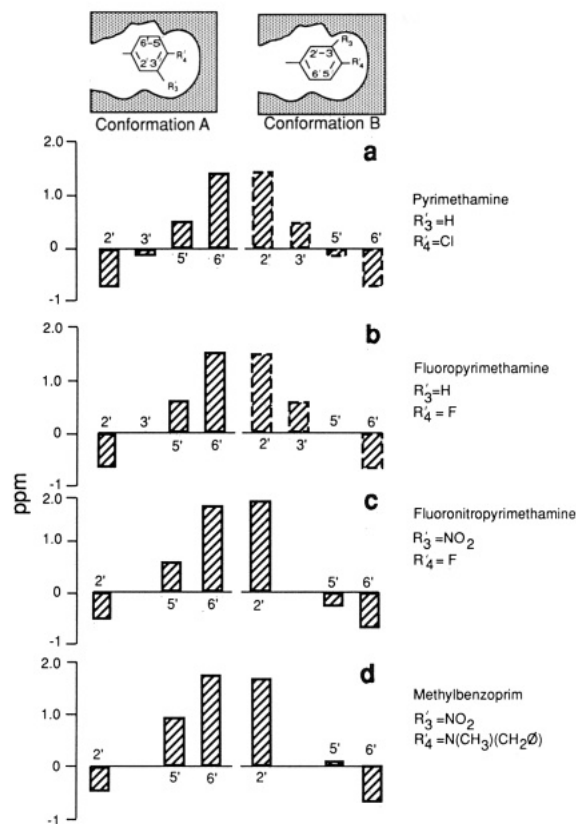 6'–5'
2' 3'
R'4
R'3
2'–3'
6' 5'
R3
R'4
Conformation A
Conformation B
a
2.0
1.0
0
-1
2' 3' 5' 6' 2' 3' 5' 6'
Pyrimethamine
R'3=H
R'4=Cl
b
2.0
1.0
0
-1
2' 3' 5' 6' 2' 3' 5' 6'
Fluoropyrimethamine
R'3=H
R'4 = F
ppm
c
2.0
1.0
0
-1
2' 5' 6' 2' 5' 6'
Fluoronitropyrimethamine
R'3=NO2
R'4 = F
d
2.0
1.0
0
-1
2' 5' 6' 2' 5' 6'
Methylbenzoprim
R'3=NO2
R'4=N(CH3)(CH2Ø)